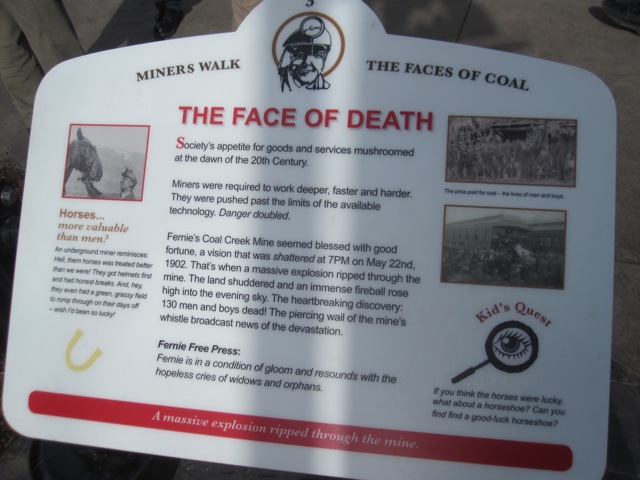 3
MINERS WALK
THE FACES OF COAL
THE FACE OF DEATH
Society's appetite for goods and services mushroomed
at the dawn of the 20th Century.
Miners were required to work deeper, faster and harder.
They were pushed past the limits of the available
technology. Danger doubled.
Fernie's Coal Creek Mine seemed blessed with good
fortune, a vision that was shattered at 7PM on May 22nd,
1902. That's when a massive explosion ripped through the
mine. The land shuddered and an immense fireball rose
high into the evening sky. The heartbreaking discovery:
130 men and boys dead! The piercing wail of the mine's
whistle broadcast news of the devastation.
Fernie Free Press:
Fernie is in a condition of gloom and resounds with the
hopeless cries of widows and orphans.
Horses...
more valuable
than men?
An underground miner reminisces:
Hell, them horses was treated better
than we were! They got helmets first
and had honest breaks. And, hey,
they even had a green, grassy field
to romp through on their days off
– wish I'd been so lucky!
The price paid for coal – the lives of men and boys.
Kid's Quest
If you think the horses were lucky,
what about a horseshoe? Can you
find find a good-luck horseshoe?
A massive explosion ripped through the mine.